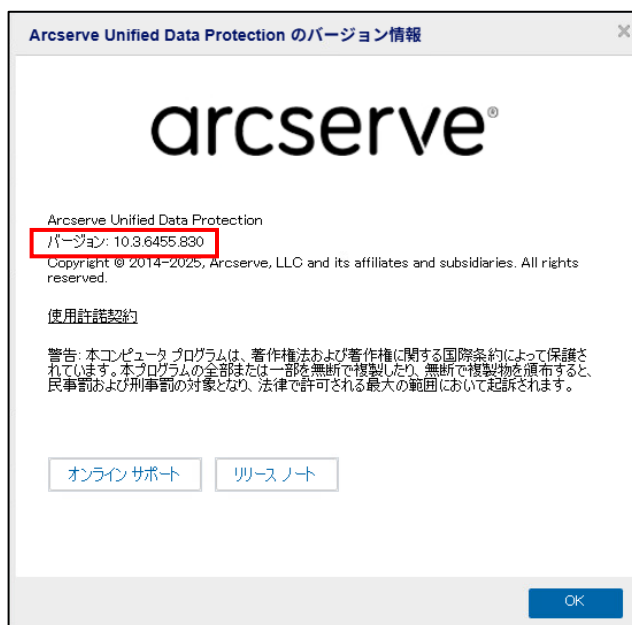 Arcserve Unified Data Protection のバージョン情報
arcserve®
Arcserve Unified Data Protection
バージョン: 10.3.6455.830
Copyright © 2014-2025, Arcserve, LLC and its affiliates and subsidiaries. All rights
reserved.
使用許諾契約
警告: 本コンピュータ プログラムは、著作権法および著作権に関する国際条約によって保護さ
れています。本プログラムの全部または一部を無断で複製したり、無断で複製物を頒布すると、
民事罰および刑事罰の対象となり、法律で許可される最大の範囲において起訴されます。
オンライン サポート
リリース ノート
OK